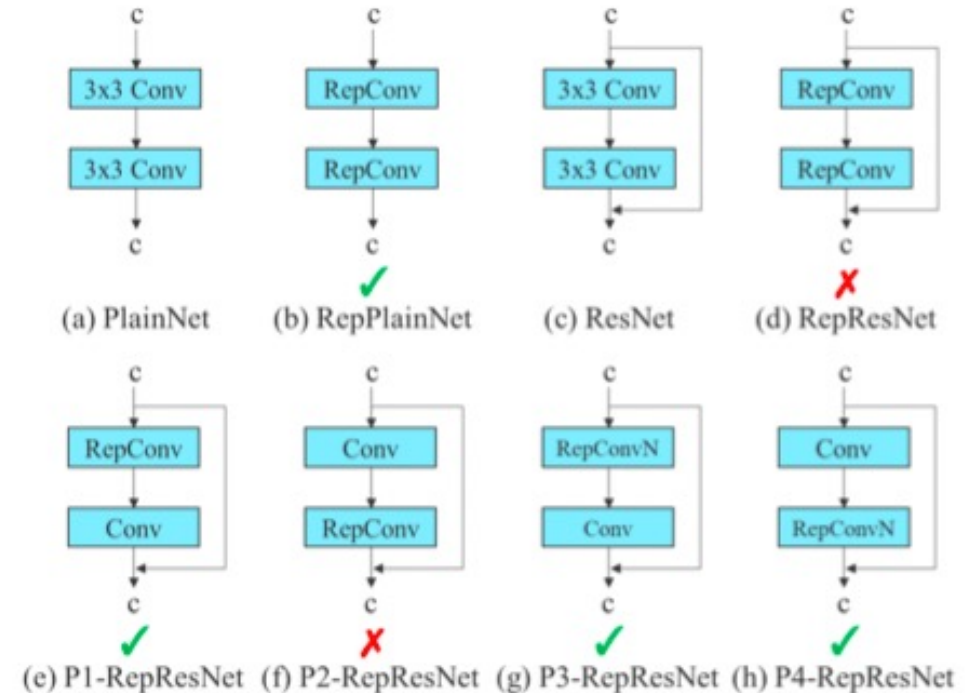 c c c c
3x3 Conv RepConv 3x3 Conv RepConv
3x3 Conv RepConv 3x3 Conv RepConv
c c c c
(a) PlainNet (b) RepPlainNet (c) ResNet (d) RepResNet
c c c c
RepConv Conv RepConvN Conv
Conv RepConv Conv RepConvN
c c c c
(e) P1-RepResNet (f) P2-RepResNet (g) P3-RepResNet (h) P4-RepResNet